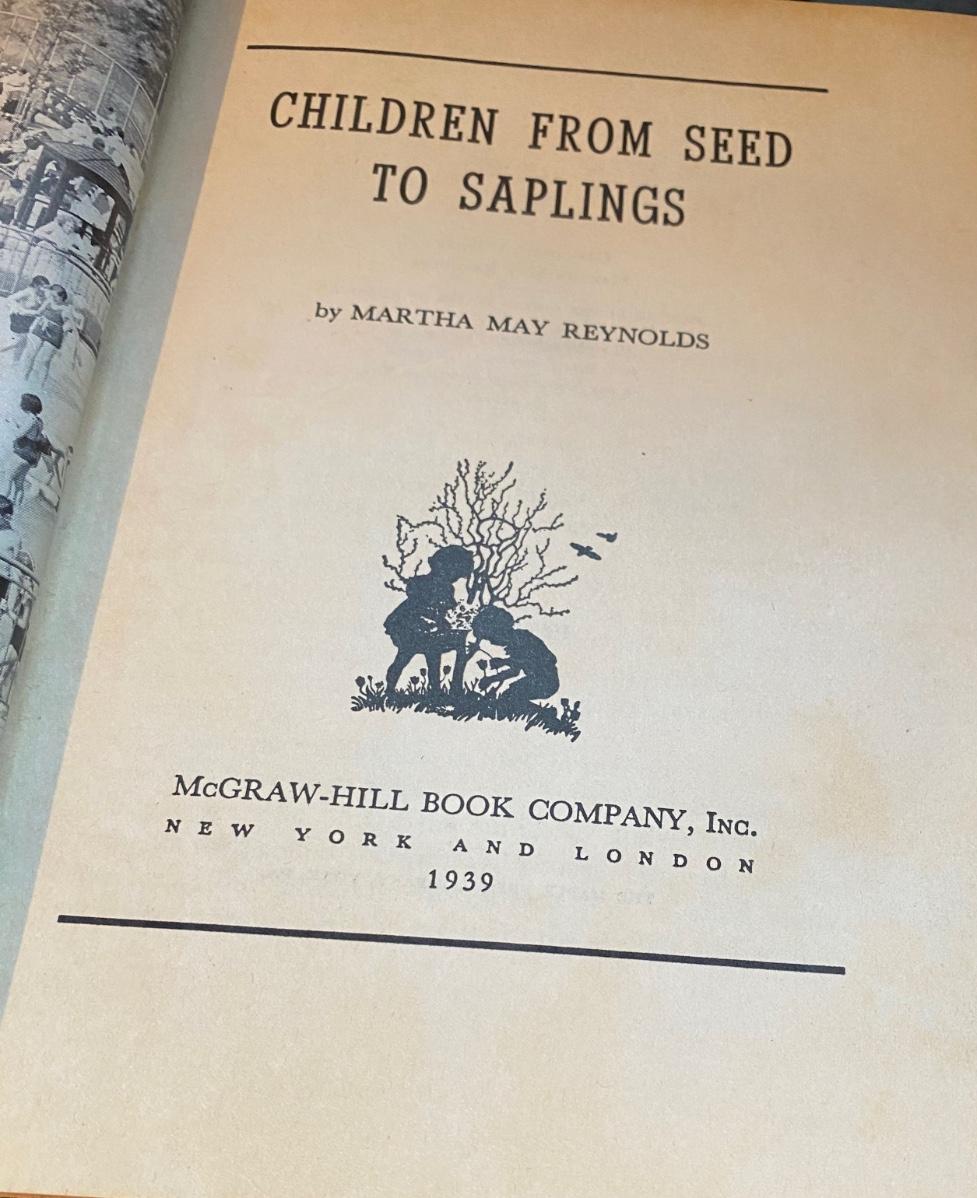 CHILDREN FROM SEED
TO SAPLINGS
by MARTHA MAY REYNOLDS
McGRAW-HILL BOOK COMPANY, INC.
NEW YORK AND LONDON
1939